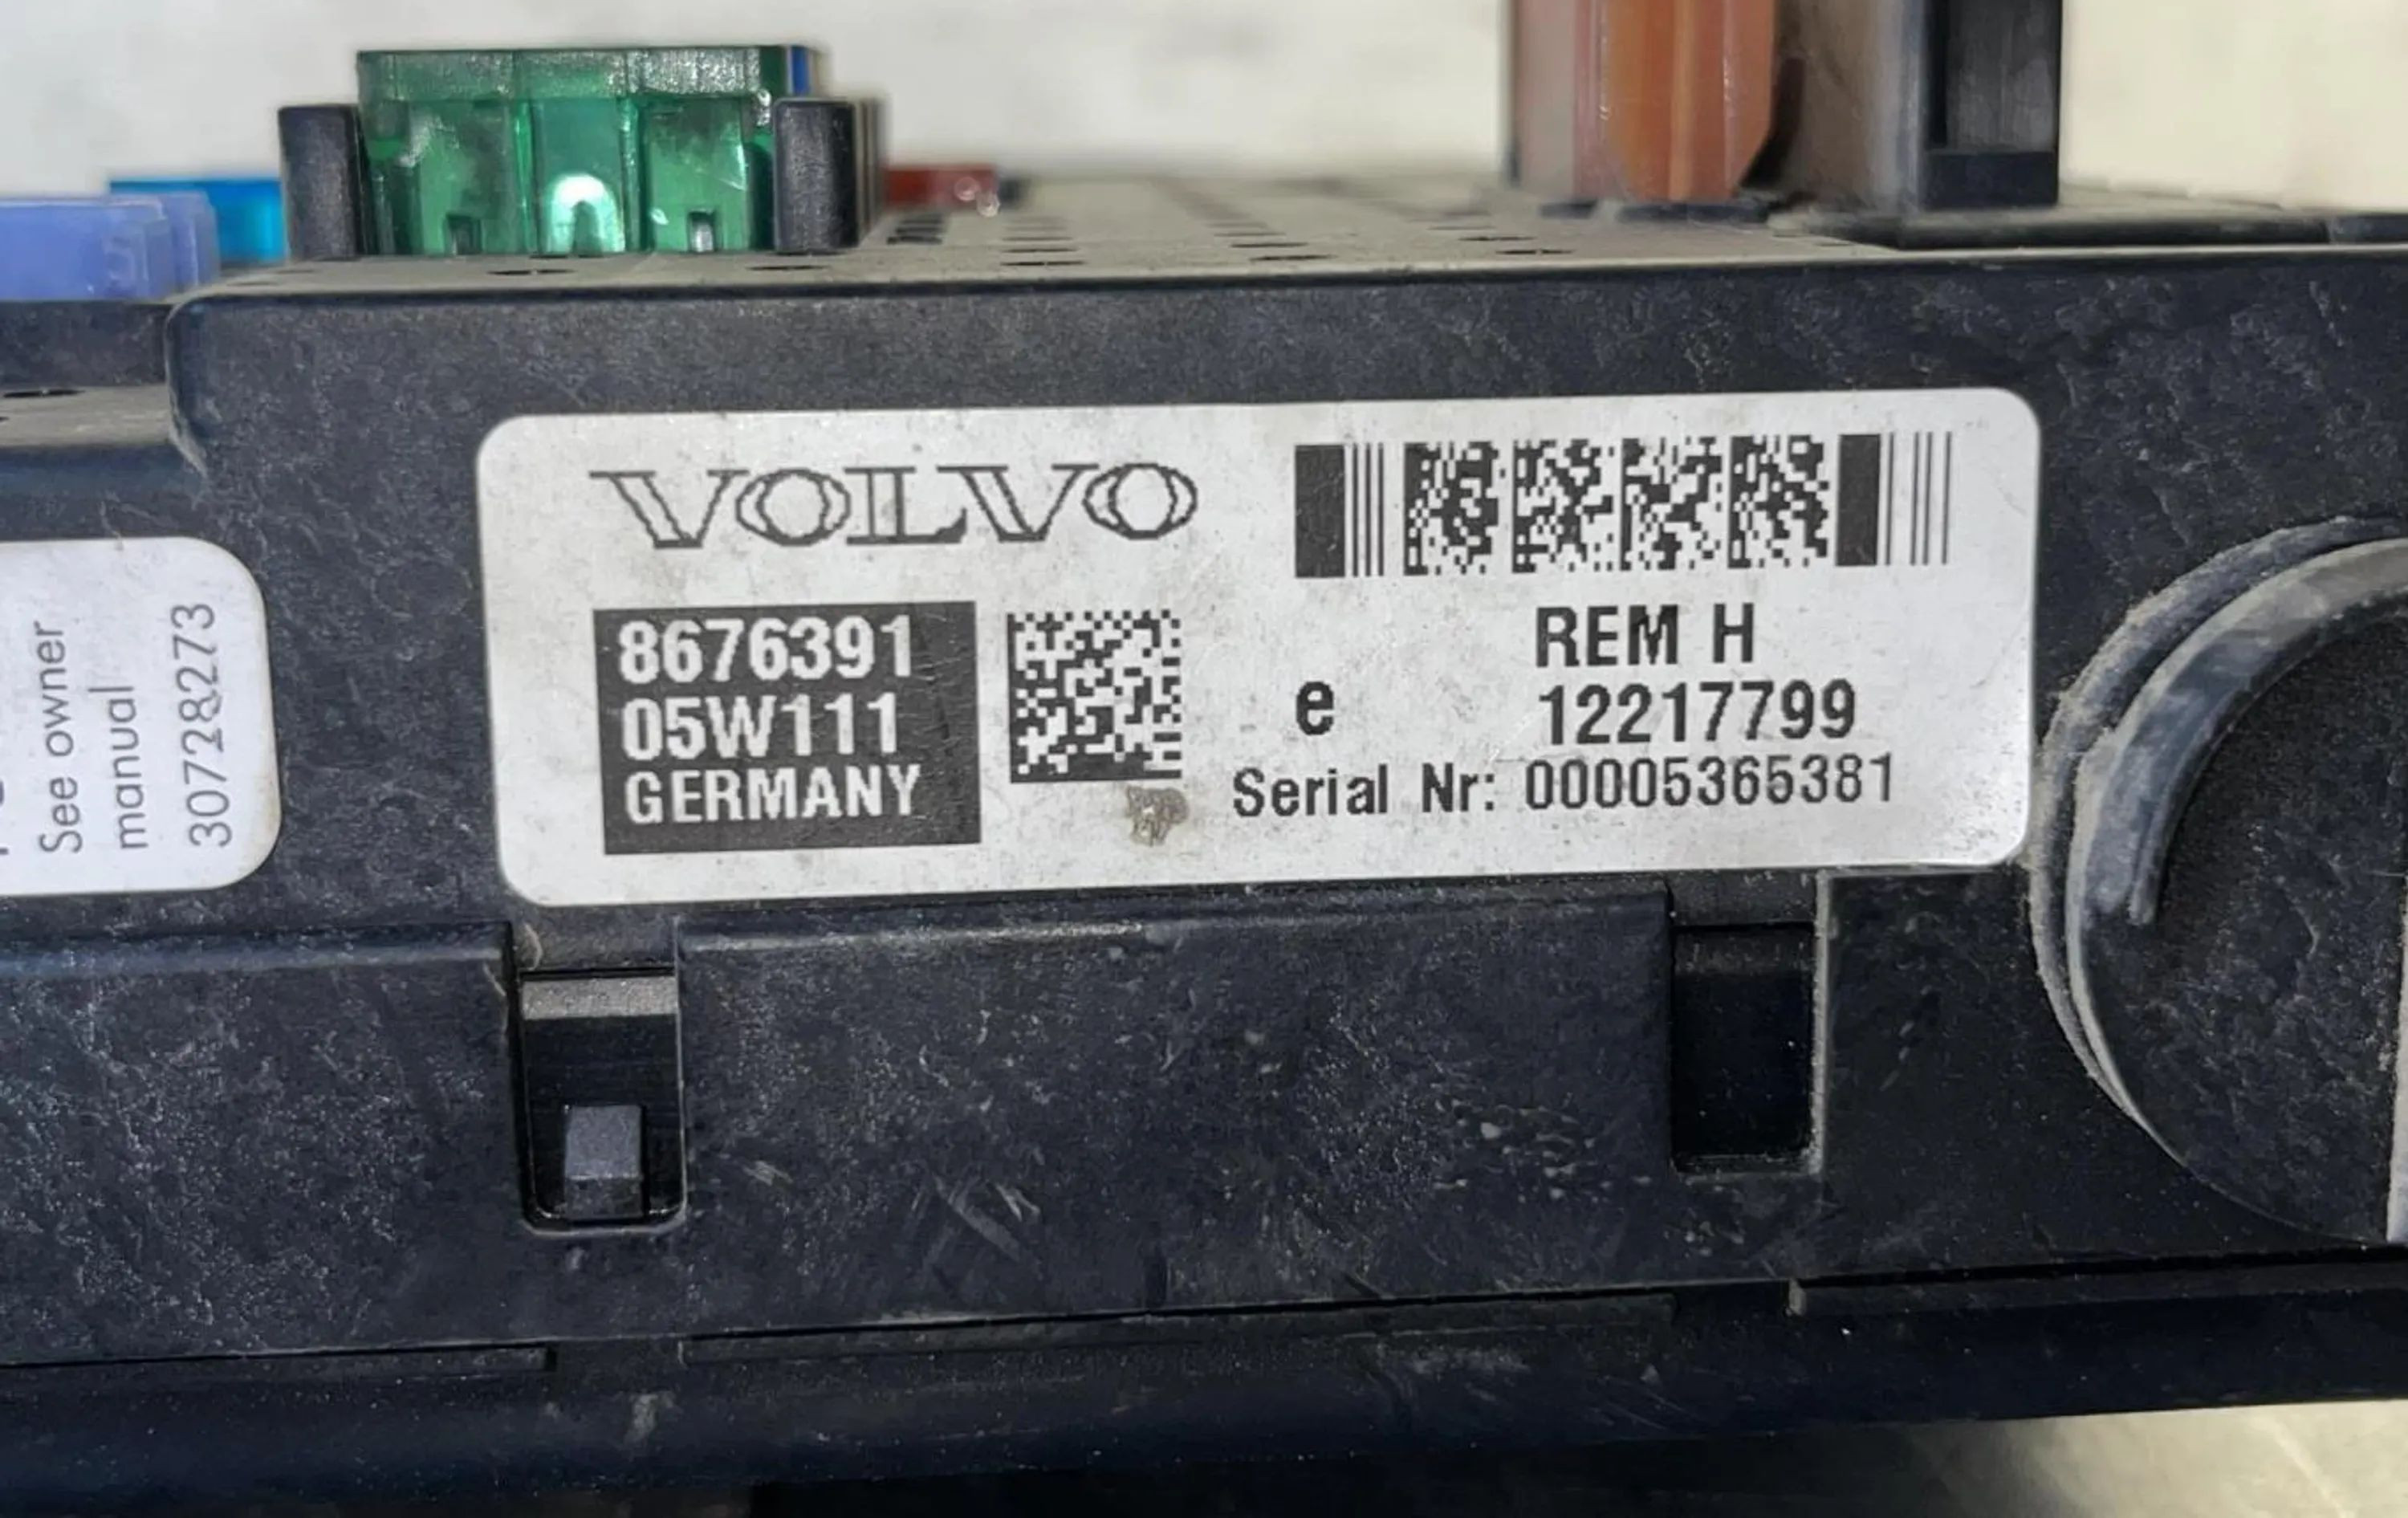 See owner
manual
30728273
VOLVO
8676391
05W111
GERMANY
REM H
e 12217799
Serial Nr: 00005365381